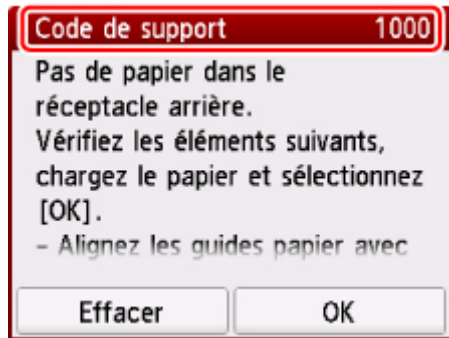 Code de support 1000
Pas de papier dans le
réceptacle arrière.
Vérifiez les éléments suivants,
chargez le papier et sélectionnez
[OK].
- Alignez les guides papier avec
Effacer OK